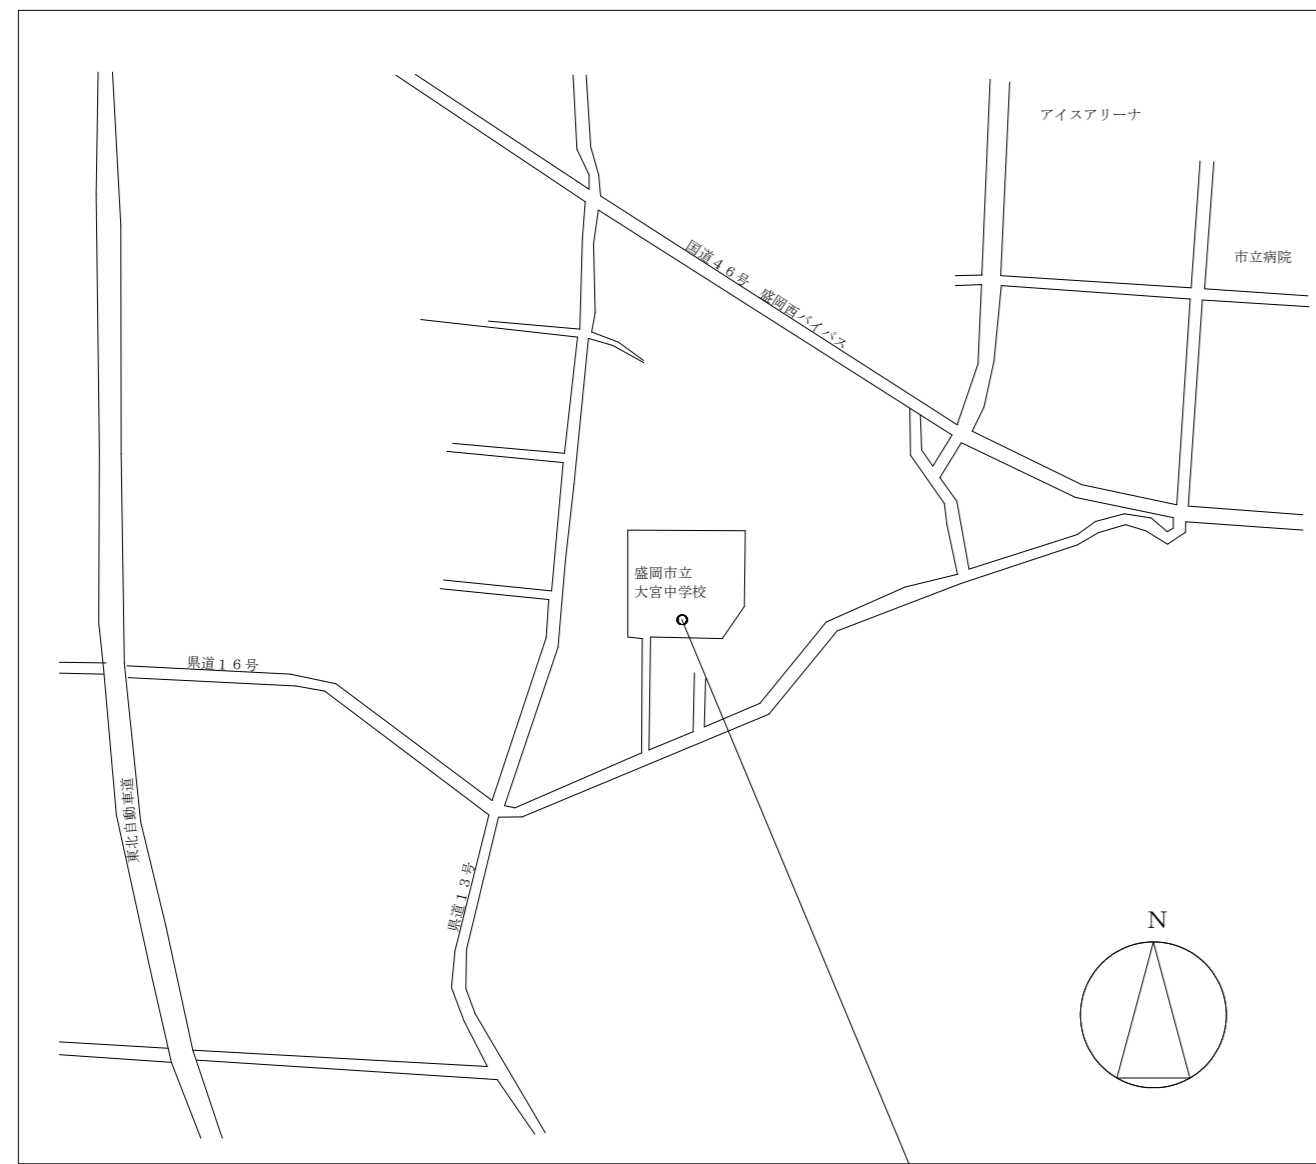 アイスアリーナ
市立病院
国道４６号　盛岡西バイパス
盛岡市立
大宮中学校
県道１６号
東北自動車道
県道１３号
N